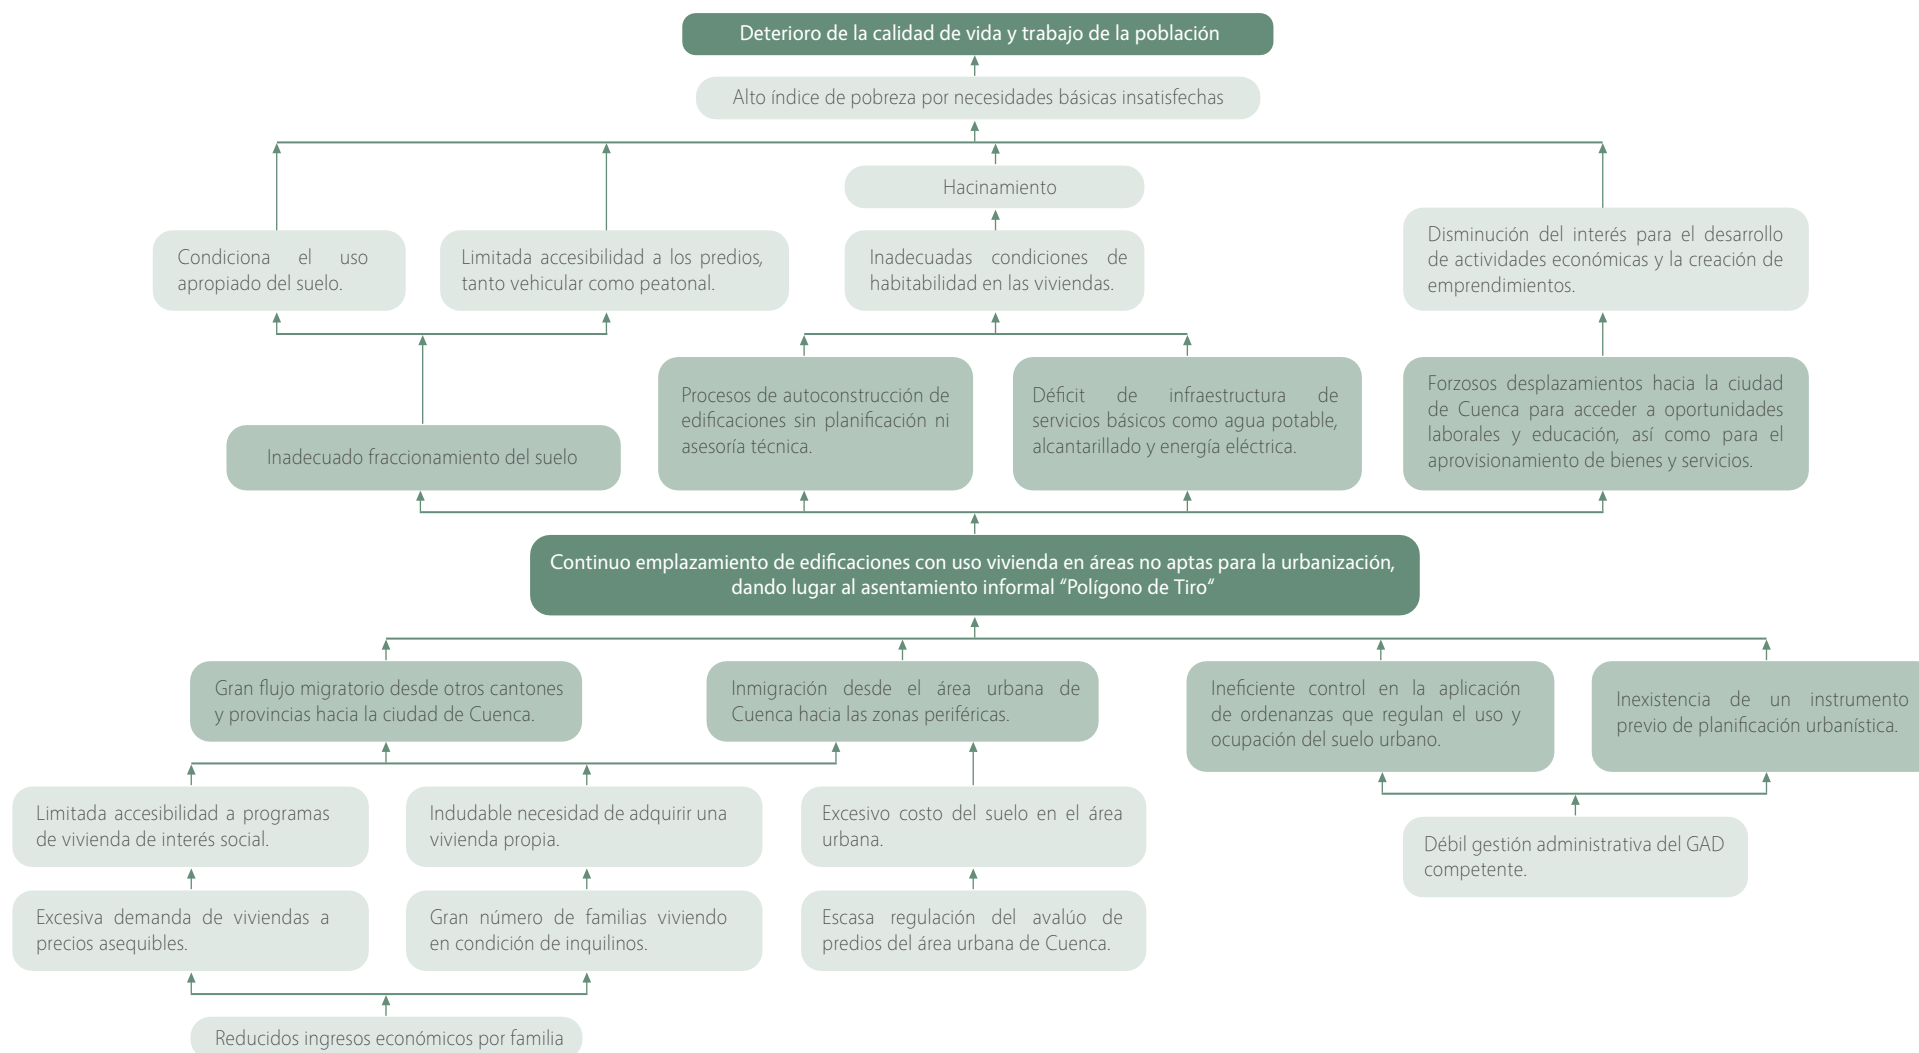 Deterioro de la calidad de vida y trabajo de la población
Alto índice de pobreza por necesidades básicas insatisfechas
Hacinamiento
Condiciona el uso
apropiado del suelo.
Limitada accesibilidad a los predios,
tanto vehicular como peatonal.
Inadecuadas condiciones de
habitabilidad en las viviendas.
Disminución del interés para el desarrollo
de actividades económicas y la creación de
emprendimientos.
Inadecuado fraccionamiento del suelo
Procesos de autoconstrucción de
edificaciones sin planificación ni
asesoría técnica.
Déficit de infraestructura de
servicios básicos como agua potable,
alcantarillado y energía eléctrica.
Forzosos desplazamientos hacia la ciudad
de Cuenca para acceder a oportunidades
laborales y educación, así como para el
aprovisionamiento de bienes y servicios.
Continuo emplazamiento de edificaciones con uso vivienda en áreas no aptas para la urbanización,
dando lugar al asentamiento informal “Polígono de Tiro“
Gran flujo migratorio desde otros cantones
y provincias hacia la ciudad de Cuenca.
Inmigración desde el área urbana de
Cuenca hacia las zonas periféricas.
Ineficiente control en la aplicación
de ordenanzas que regulan el uso y
ocupación del suelo urbano.
Inexistencia de un instrumento
previo de planificación urbanística.
Limitada accesibilidad a programas
de vivienda de interés social.
Indudable necesidad de adquirir una
vivienda propia.
Excesivo costo del suelo en el área
urbana.
Débil gestión administrativa del GAD
competente.
Excesiva demanda de viviendas a
precios asequibles.
Gran número de familias viviendo
en condición de inquilinos.
Escasa regulación del avalúo de
predios del área urbana de Cuenca.
Reducidos ingresos económicos por familia